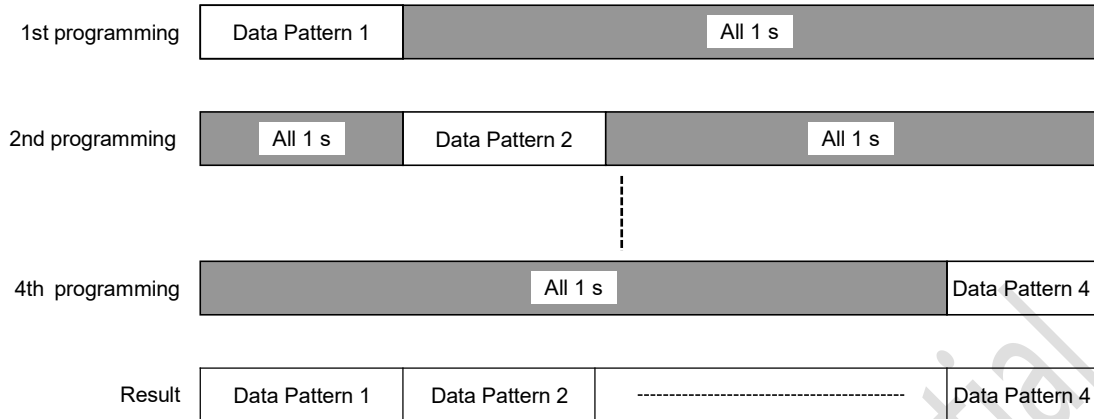 1st programming Data Pattern 1 All 1 s
2nd programming All 1 s Data Pattern 2 All 1 s
4th programming All 1 s Data Pattern 4
Result Data Pattern 1 Data Pattern 2 Data Pattern 4
tial